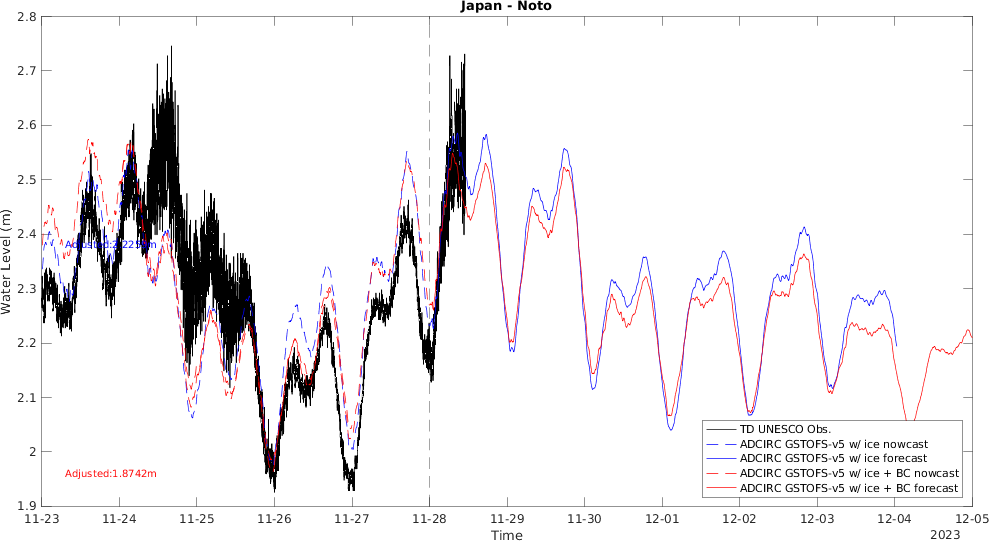 Japan - Noto
Water Level (m)
2.8
2.7
2.6
2.5
2.4
2.3
2.2
2.1
2
1.9
Adjusted:1.8742m
TD UNESCO Obs.
ADCIRC GSTOFS-v5 w/ ice nowcast
ADCIRC GSTOFS-v5 w/ ice forecast
ADCIRC GSTOFS-v5 w/ ice + BC nowcast
ADCIRC GSTOFS-v5 w/ ice + BC forecast
11-23 11-24 11-25 11-26 11-27 11-28 11-29 11-30 12-01 12-02 12-03 12-04 12-05
Time
2023